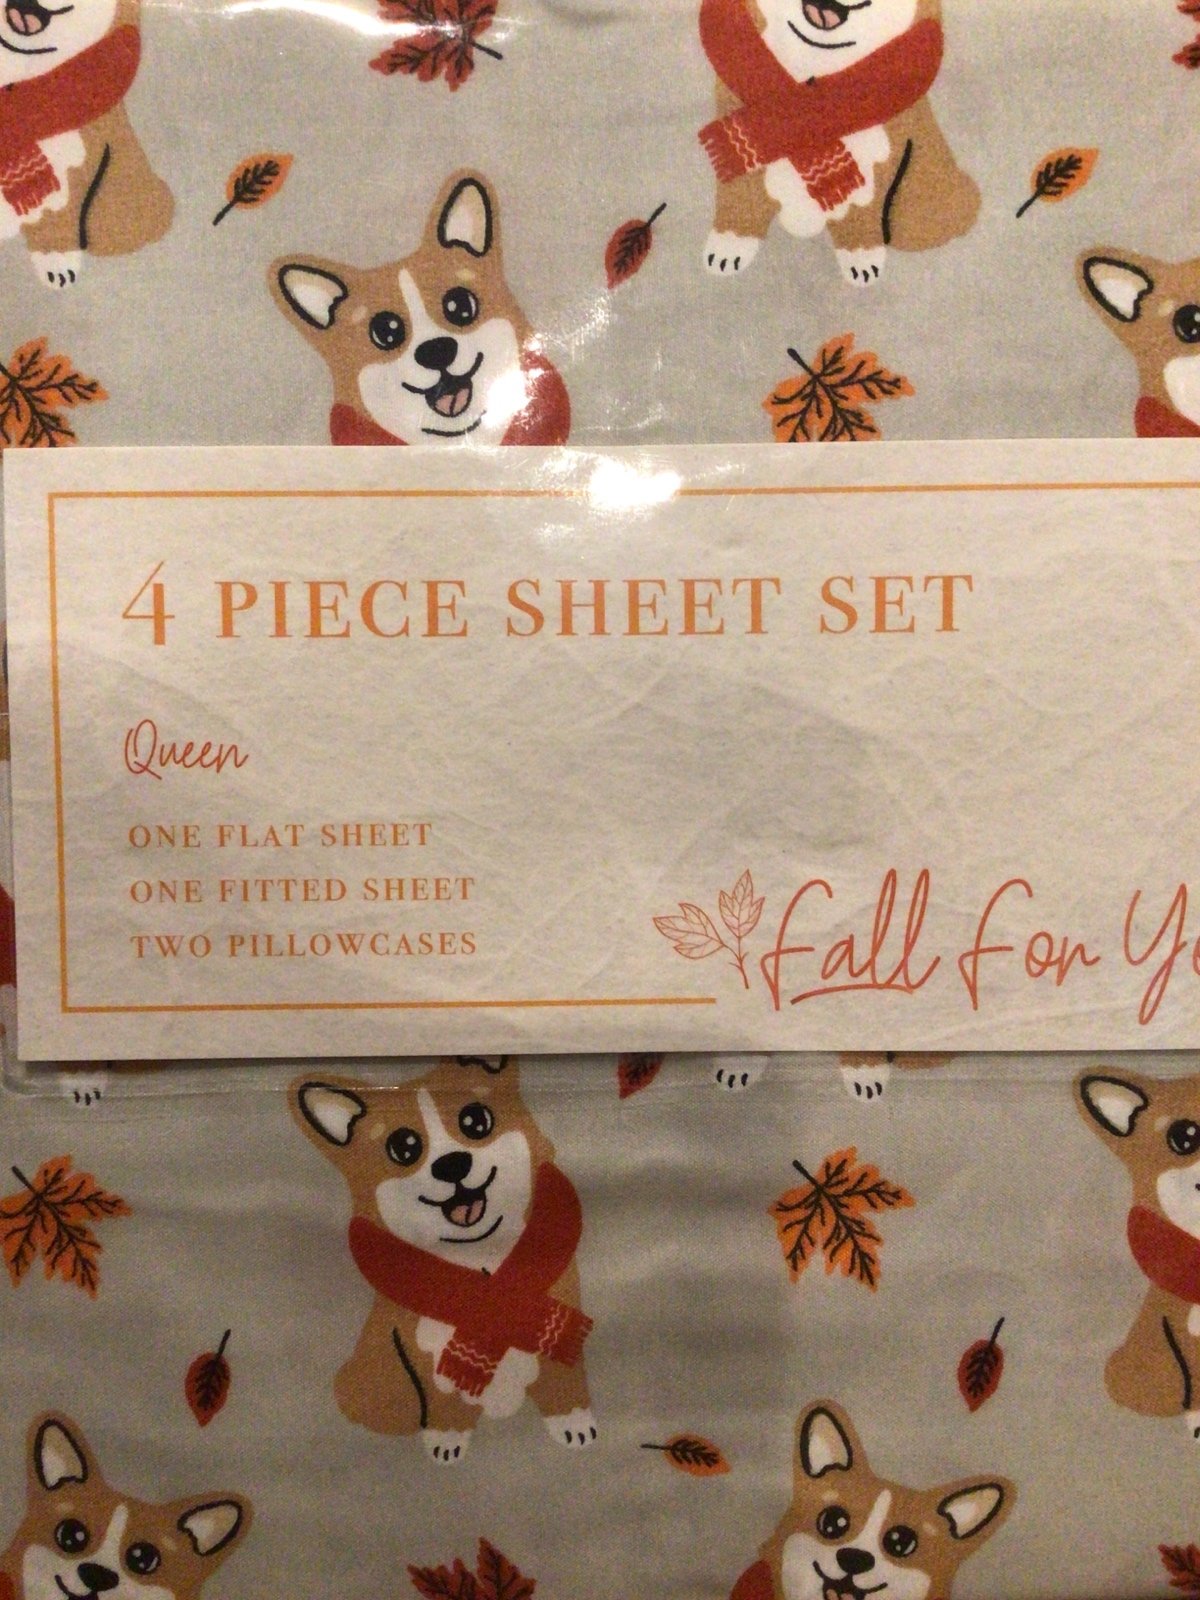 4 PIECE SHEET SET
Queen
ONE FLAT SHEET
ONE FITTED SHEET
TWO PILLOWCASES
Fall For